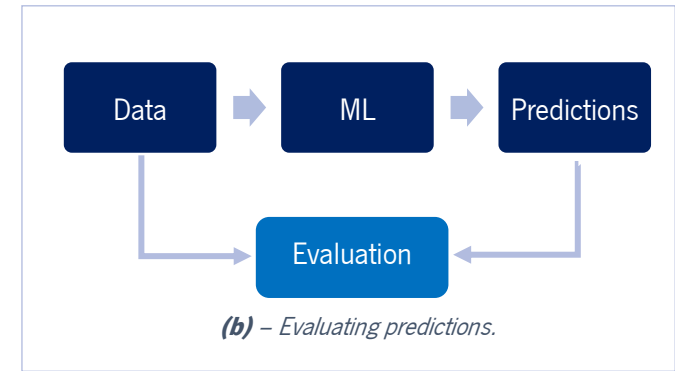 Data
ML
Predictions
Evaluation
(b) – Evaluating predictions.